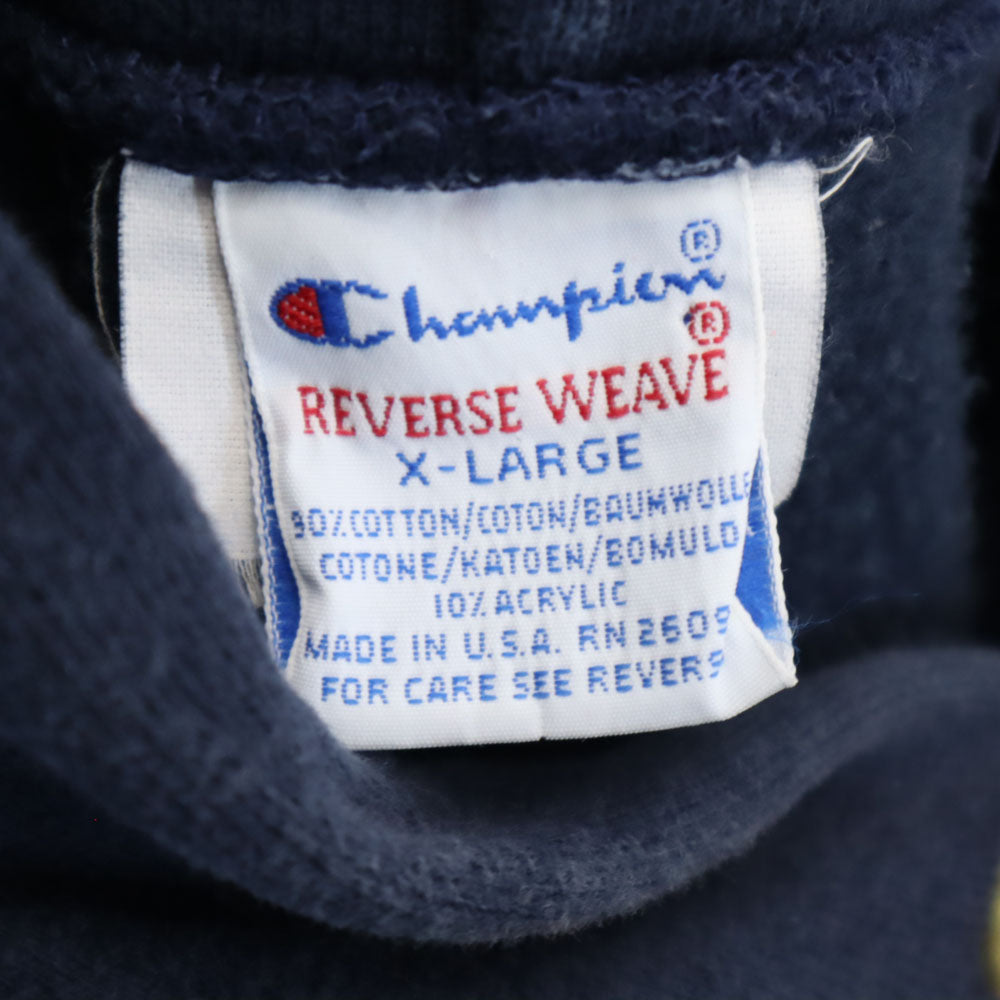 ®
Champion
®
REVERSE WEAVE
X-LARGE
90%COTTON/COTON/BAUMWOLLE
COTONE/KATOEN/BOMULD
10% ACRYLIC
MADE IN U.S.A. RN 2609
FOR CARE SEE REVERS